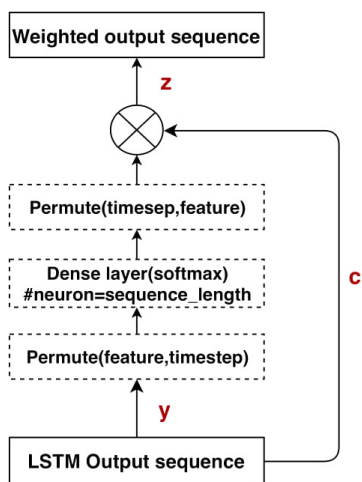 Weighted output sequence
z
Permute(timesep,feature)
Dense layer(softmax)
#neuron=sequence_length
c
Permute(feature,timestep)
y
LSTM Output sequence